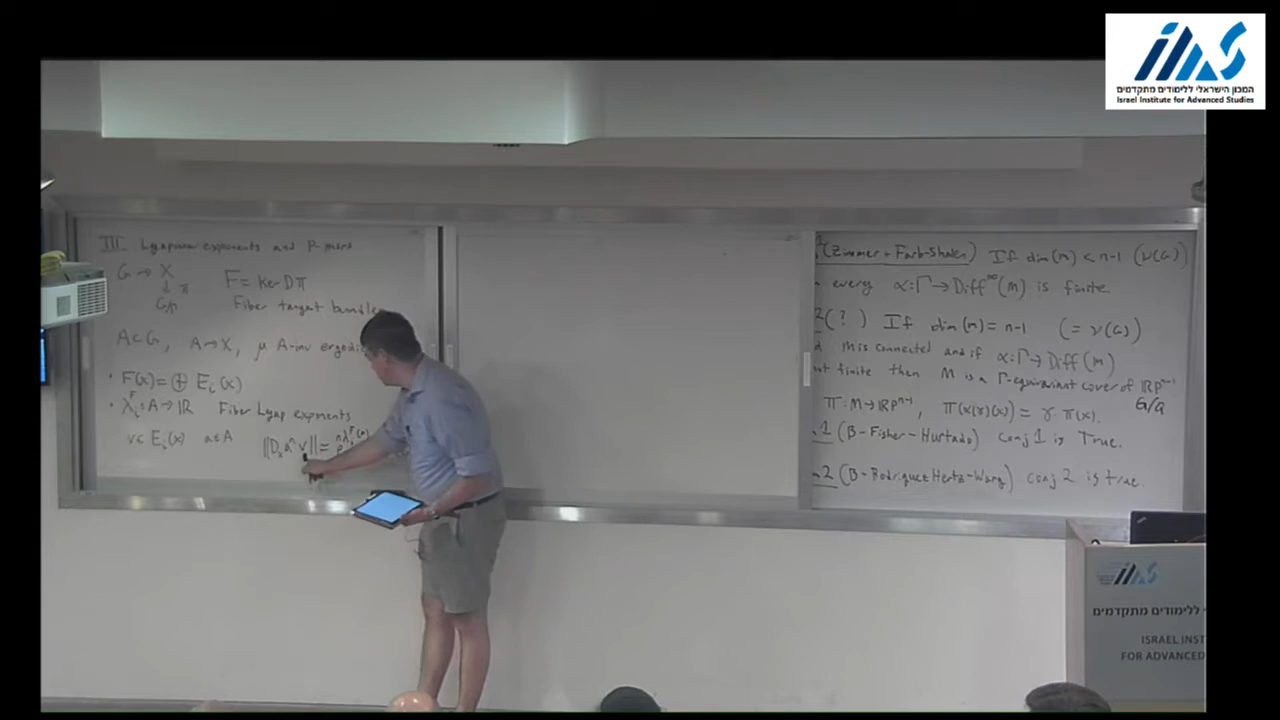 המכון הישראלי ללימודים מתקדמים
Israel Institute for Advanced Studies
III Lyapunov exponents and P-meas
G → X
↓ π
G/Γ
F = ker Dπ
Fiber tangent bundle
A⊂G, A→X, μ A-inv ergodic
· F(x) = ⊕ E_i(x)
· λ_i^F : A → ℝ Fiber Lyap exponents
v ∈ E_i(x) a∈A ||D_x a^n v|| =
(Zimmer + Farb-Shalen) If dim(M) < n-1 (ν(G))
every α: Γ → Diff^∞(M) is finite.
2 (?) If dim(M) = n-1 (= ν(G))
M is connected and if α: Γ → Diff(M)
finite then M is a Γ-equivariant cover of ℝP^{n-1}
G/Q
π: M → ℝP^{n-1}, π(α(γ)(x)) = γ·π(x).
1 (B-Fisher-Hurtado) conj 1 is True.
2 (B-Rodriguez Hertz-Wang) conj 2 is true.
ללימודים מתקדמים
ISRAEL INST
FOR ADVANCED